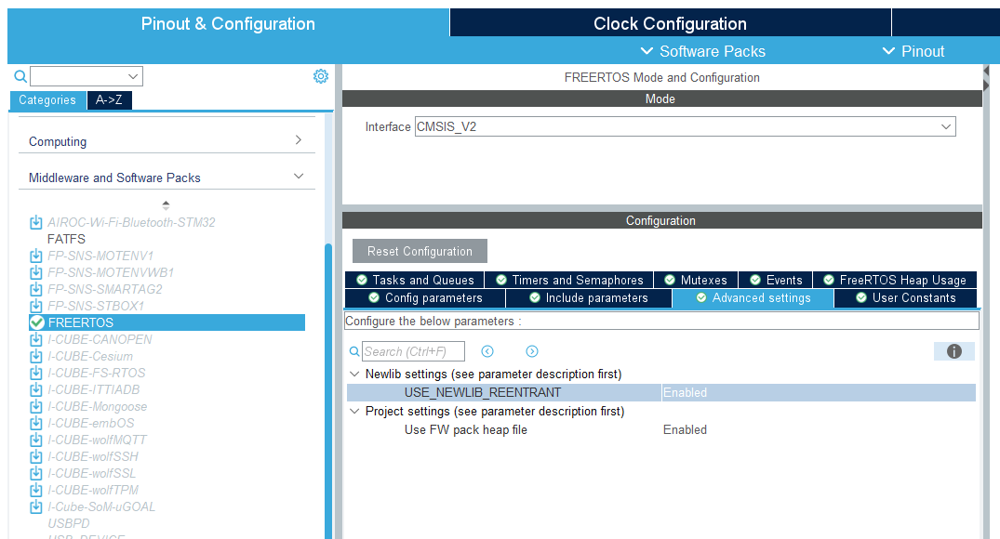 Pinout & Configuration
Clock Configuration
Software Packs
Pinout
Categories
A->Z
Computing
Middleware and Software Packs
AIROC-Wi-Fi-Bluetooth-STM32
FATFS
FP-SNS-MOTENV1
FP-SNS-MOTENVWB1
FP-SNS-SMARTAG2
FP-SNS-STBOX1
FREERTOS
I-CUBE-CANOPEN
I-CUBE-Cesium
I-CUBE-FS-RTOS
I-CUBE-ITTIADB
I-CUBE-Mongoose
I-CUBE-embOS
I-CUBE-wolfMQTT
I-CUBE-wolfSSH
I-CUBE-wolfSSL
I-CUBE-wolfTPM
I-Cube-SoM-uGOAL
USBPD
USB_DEVICE
FREERTOS Mode and Configuration
Mode
Interface CMSIS_V2
Configuration
Reset Configuration
Tasks and Queues
Timers and Semaphores
Mutexes
Events
FreeRTOS Heap Usage
Config parameters
Include parameters
Advanced settings
User Constants
Configure the below parameters :
Search (Ctrl+F)
Newlib settings (see parameter description first)
USE_NEWLIB_REENTRANT Enabled
Project settings (see parameter description first)
Use FW pack heap file Enabled